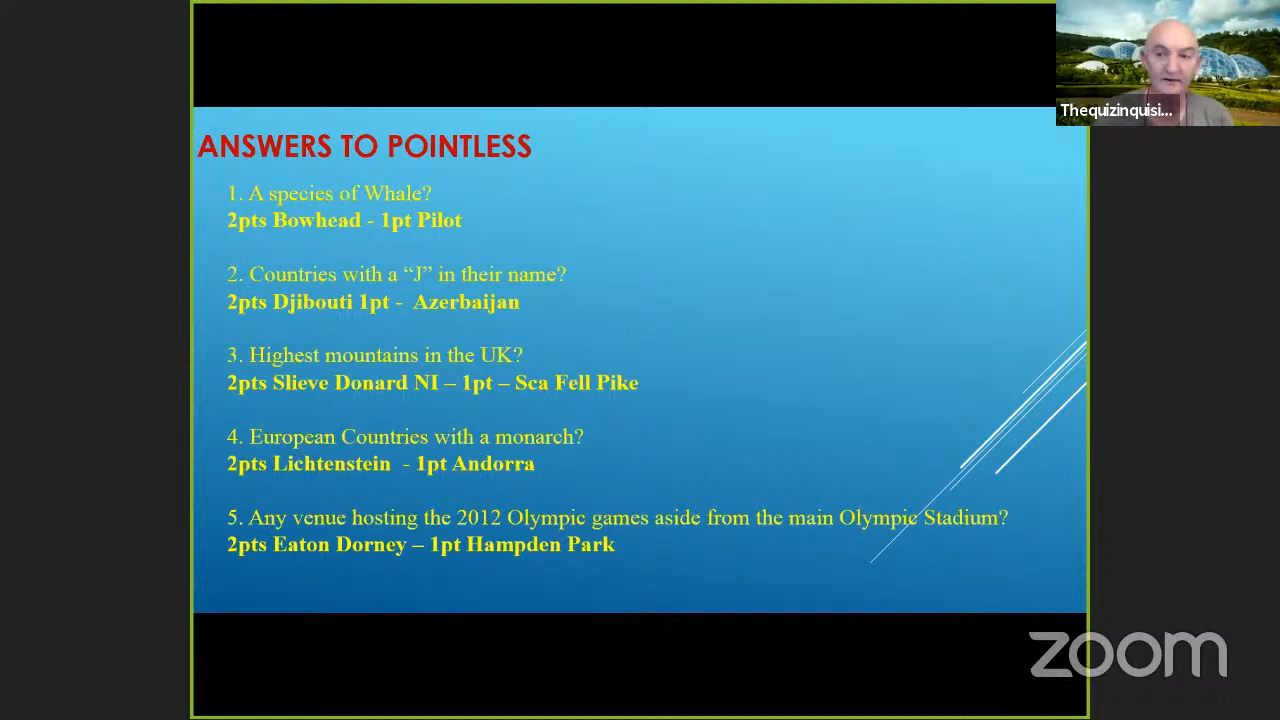 Thequizinquisi...
ANSWERS TO POINTLESS
1. A species of Whale?
2pts Bowhead - 1pt Pilot
2. Countries with a “J” in their name?
2pts Djibouti 1pt - Azerbaijan
3. Highest mountains in the UK?
2pts Slieve Donard NI – 1pt – Sca Fell Pike
4. European Countries with a monarch?
2pts Lichtenstein - 1pt Andorra
5. Any venue hosting the 2012 Olympic games aside from the main Olympic Stadium?
2pts Eaton Dorney – 1pt Hampden Park
zoom